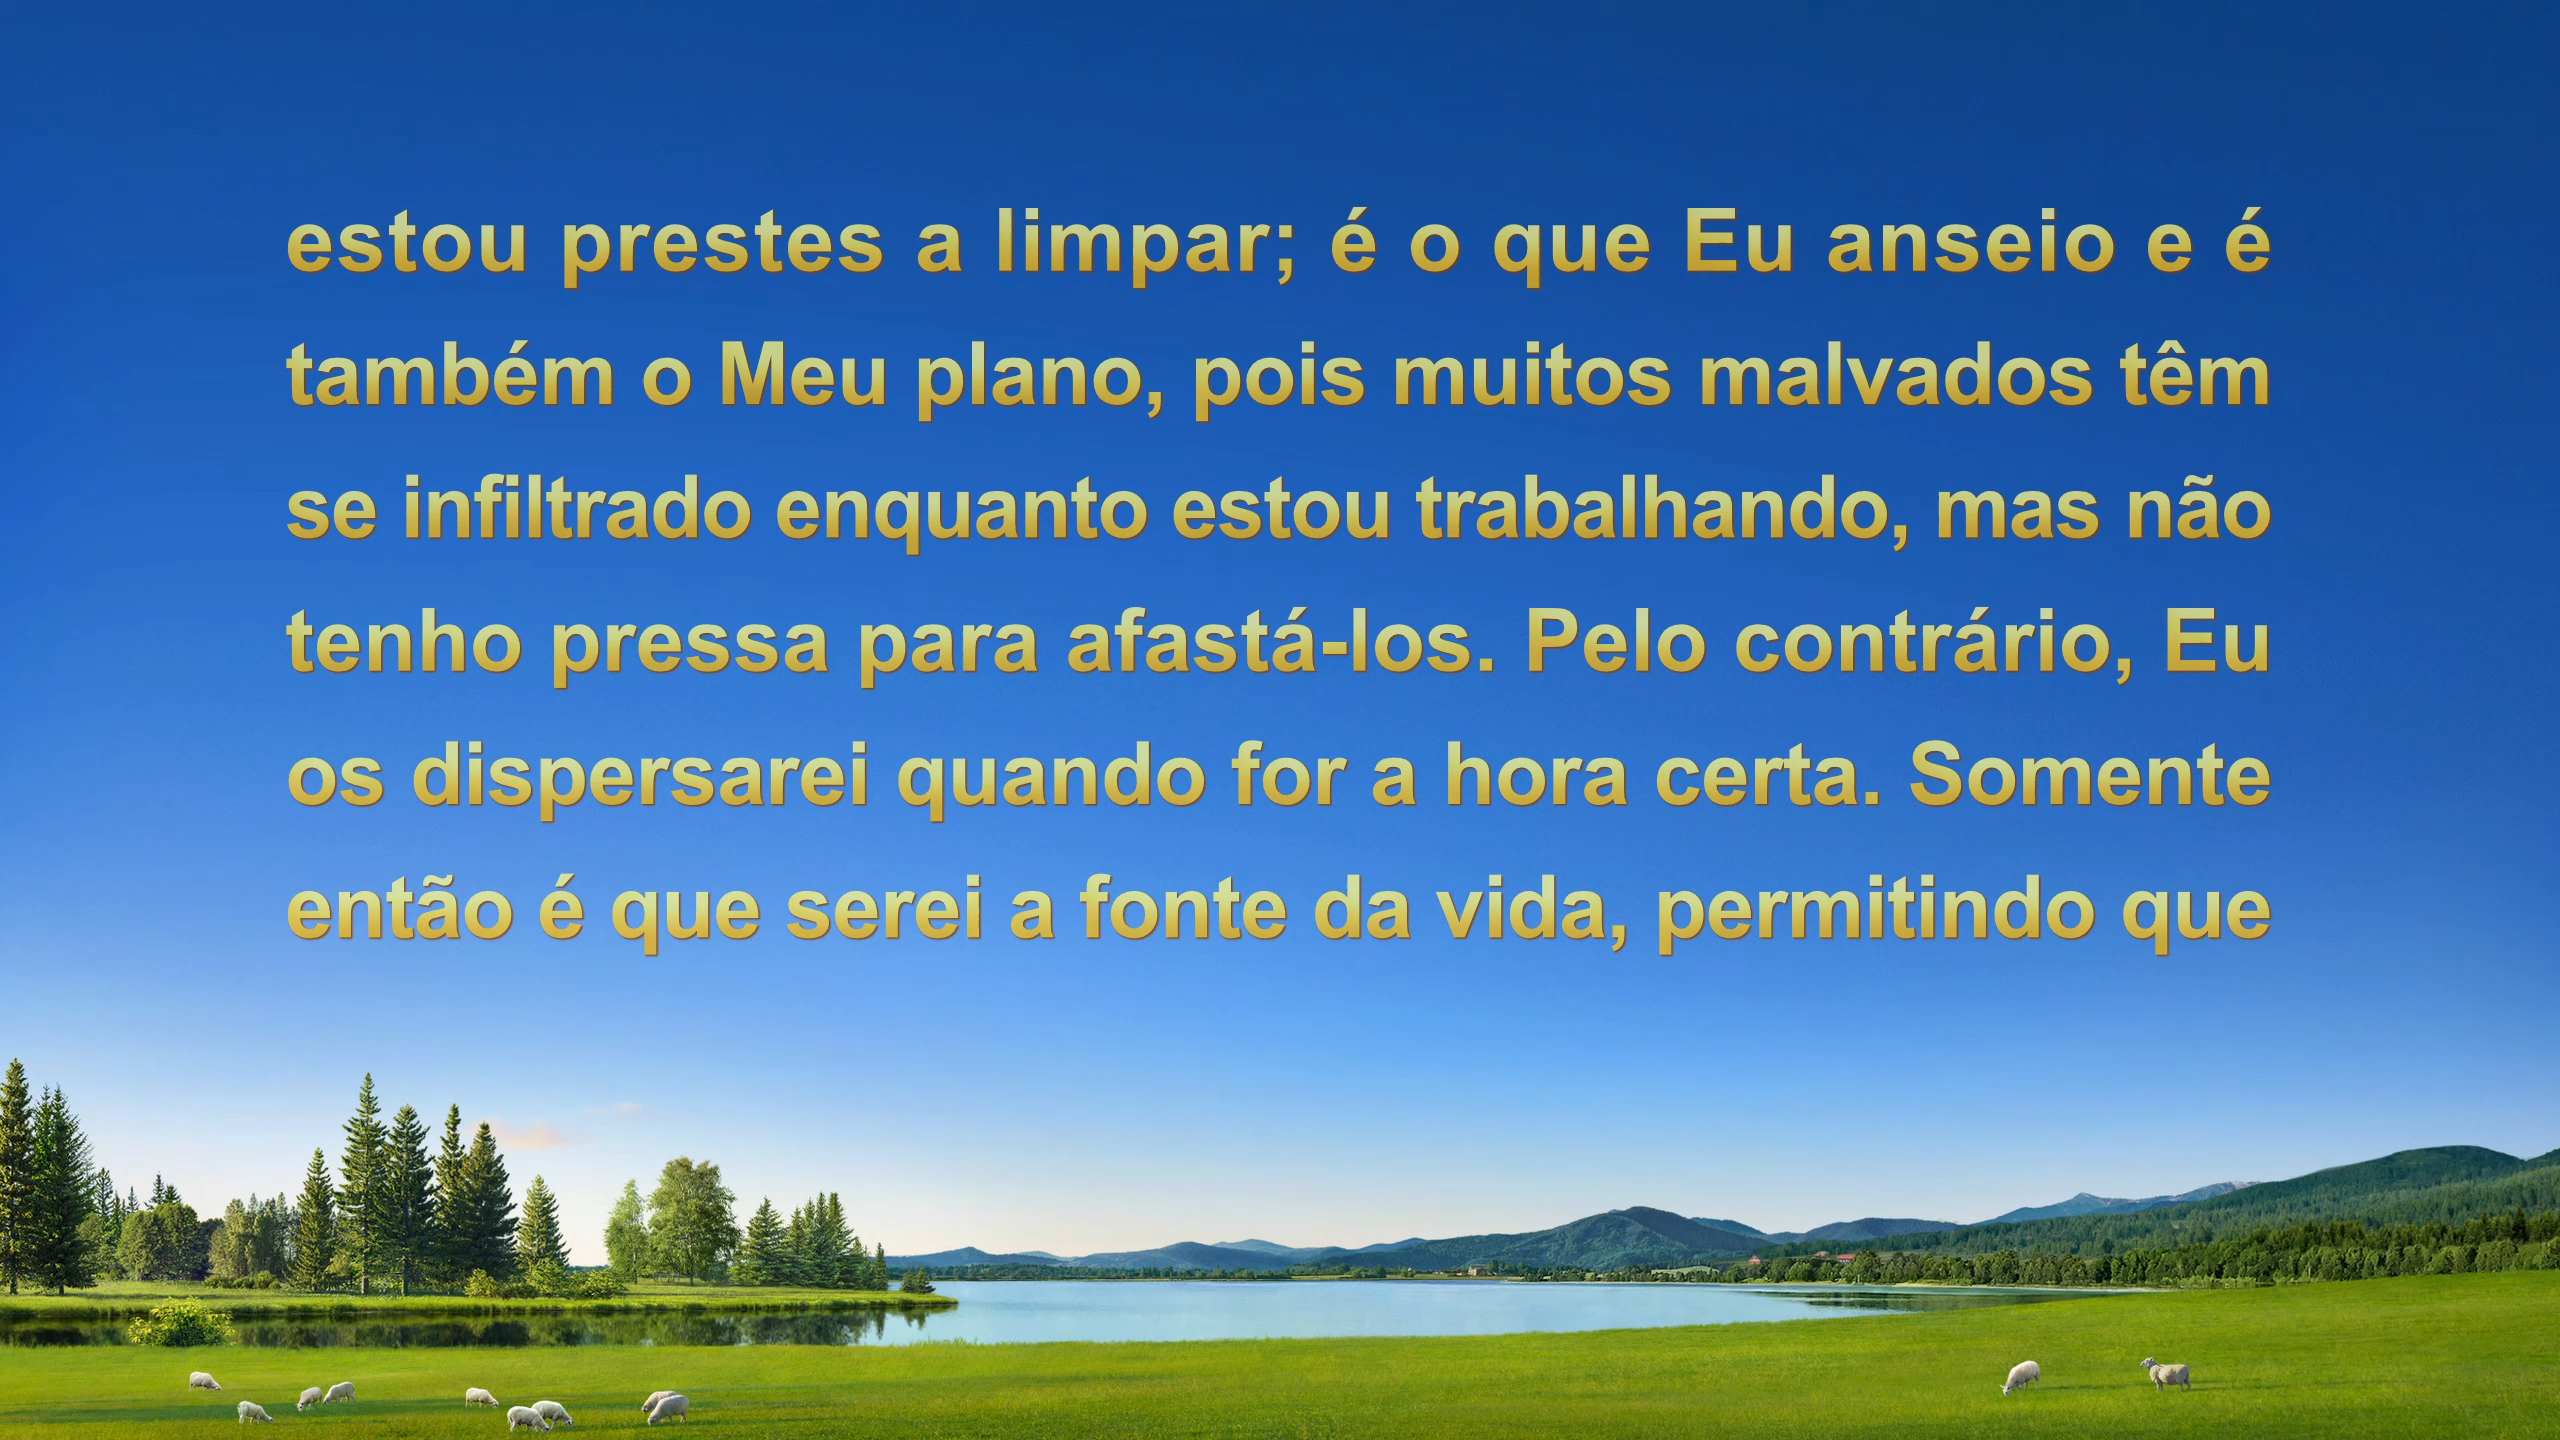 estou prestes a limpar; é o que Eu anseio e é
também o Meu plano, pois muitos malvados têm
se infiltrado enquanto estou trabalhando, mas não
tenho pressa para afastá-los. Pelo contrário, Eu
os dispersarei quando for a hora certa. Somente
então é que serei a fonte da vida, permitindo que